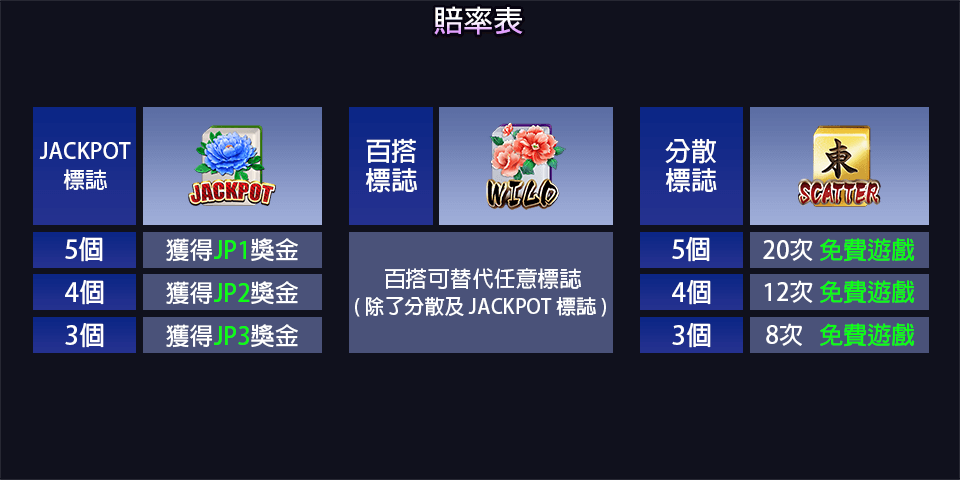 賠率表
JACKPOT
標誌
JACKPOT
5個
獲得JP1獎金
4個
獲得JP2獎金
3個
獲得JP3獎金
百搭
標誌
WILD
百搭可替代任意標誌
( 除了分散及 JACKPOT 標誌 )
分散
標誌
東
SCATTER
5個
20次 免費遊戲
4個
12次 免費遊戲
3個
8次 免費遊戲